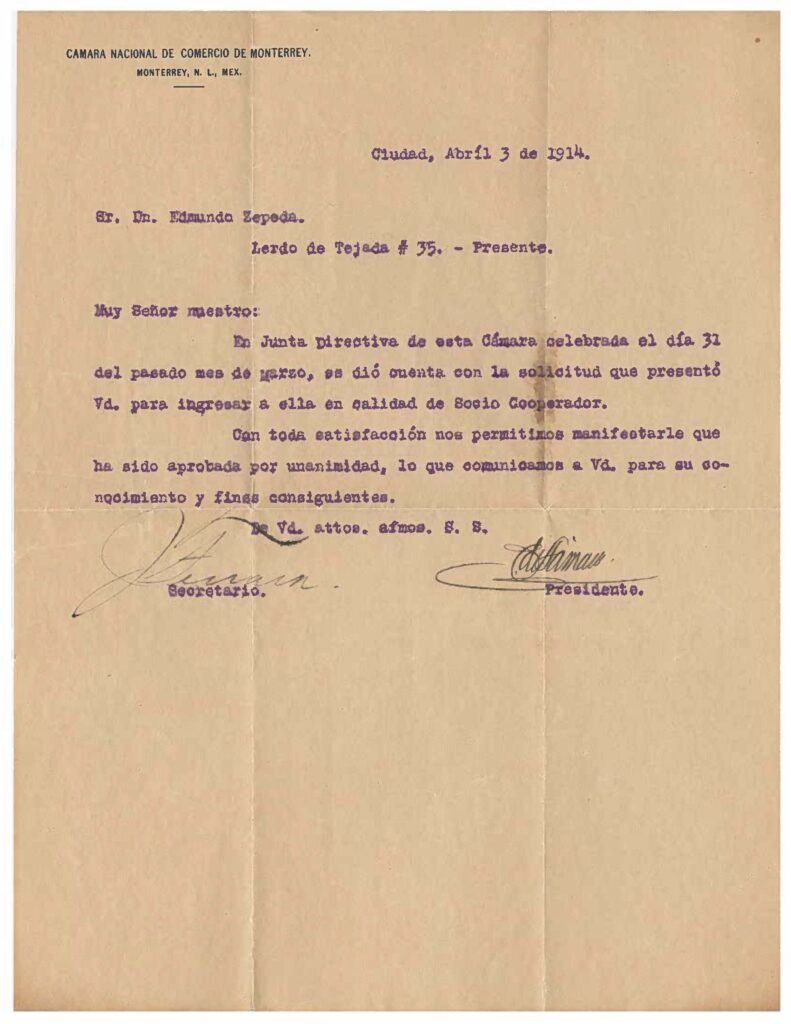 CAMARA NACIONAL DE COMERCIO DE MONTERREY.
MONTERREY, N. L., MEX.
Ciudad, Abríl 3 de 1914.
Sr. Dn. Edmundo Zepeda.
Lerdo de Tejada # 35. - Presente.
Muy Señor nuestro:
En Junta Directiva de esta Cámara celebrada el día 31
del pasado mes de marzo, se dió cuenta con la solicitud que presentó
Vd. para ingresar a ella en calidad de Socio Cooperador.
Con toda satisfacción nos permitimos manifestarle que
ha sido aprobada por unanimidad, lo que comunicamos a Vd. para su co-
nocimiento y fines consiguientes.
De Vd. attos. afmos. S. S.
Secretario.
Presidente.